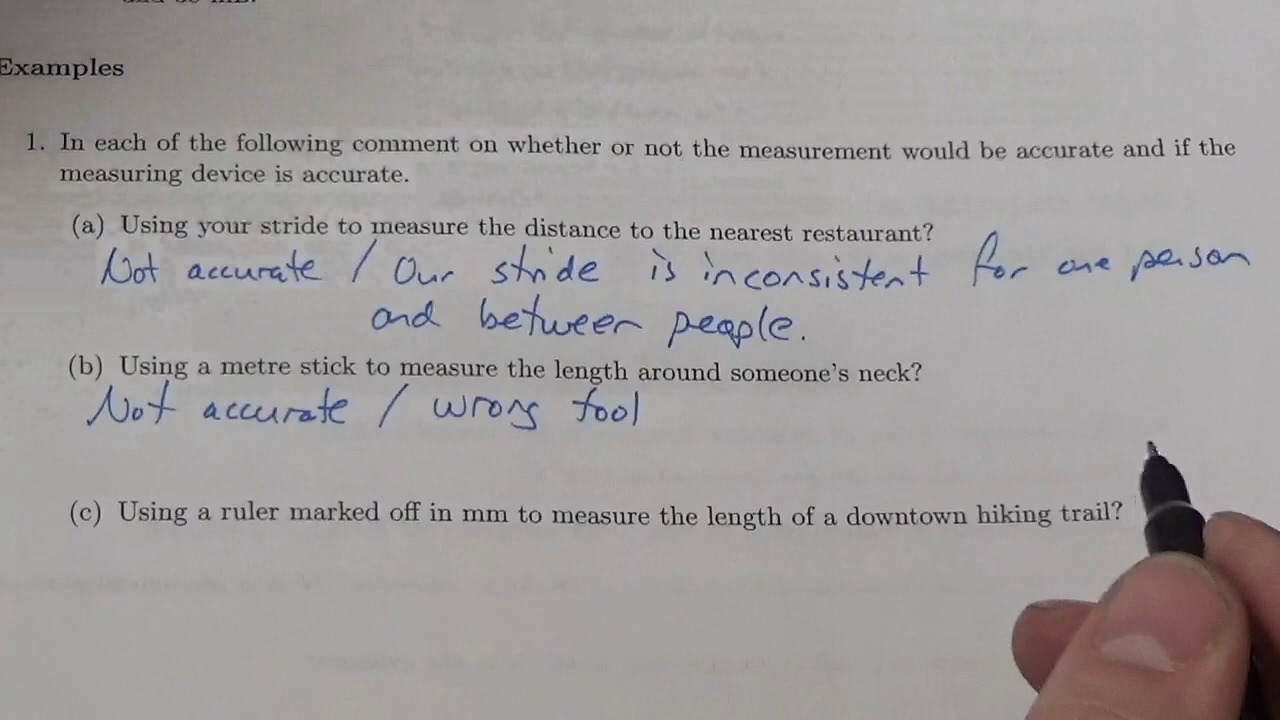 Examples
1. In each of the following comment on whether or not the measurement would be accurate and if the
measuring device is accurate.
(a) Using your stride to measure the distance to the nearest restaurant?
Not accurate / Our stride is inconsistent for one person
and between people.
(b) Using a metre stick to measure the length around someone's neck?
Not accurate / wrong tool
(c) Using a ruler marked off in mm to measure the length of a downtown hiking trail?